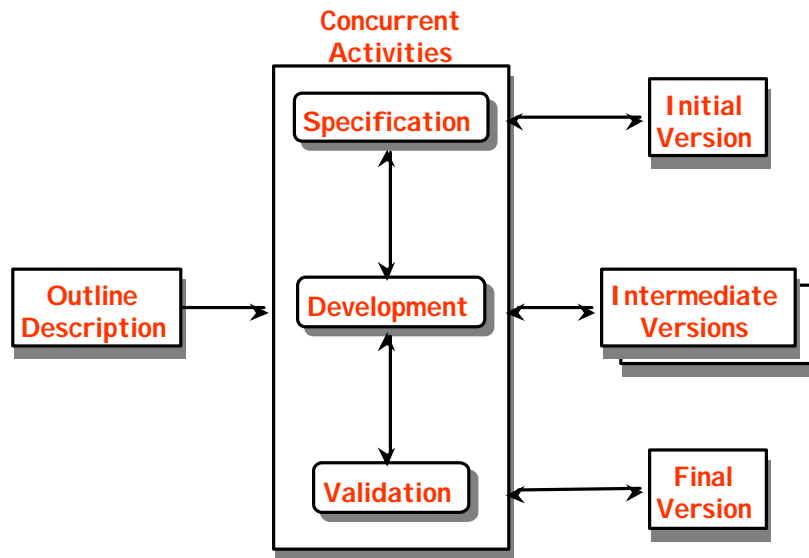 Concurrent
Activities
Specification
Initial
Version
Outline
Description
Development
Intermediate
Versions
Validation
Final
Version